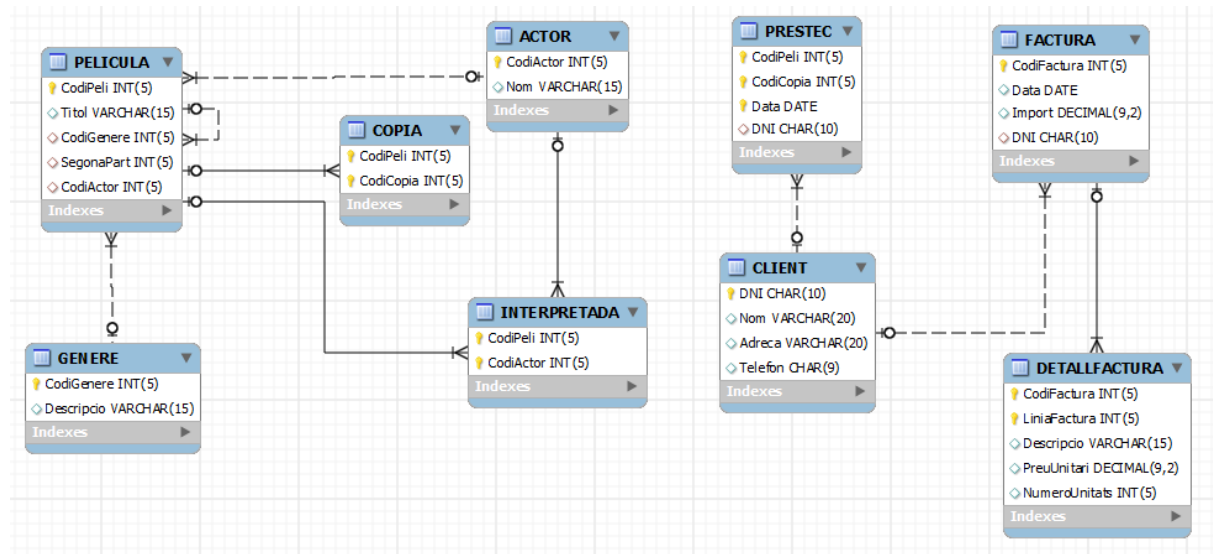 PELICULA
CodiPeli INT(5)
Titol VARCHAR(15)
CodiGenere INT(5)
SegonaPart INT(5)
CodiActor INT(5)
Indexes
ACTOR
CodiActor INT(5)
Nom VARCHAR(15)
Indexes
COPIA
CodiPeli INT(5)
CodiCopia INT(5)
Indexes
GENERE
CodiGenere INT(5)
Descripcio VARCHAR(15)
Indexes
INTERPRETADA
CodiPeli INT(5)
CodiActor INT(5)
Indexes
PRESTEC
CodiPeli INT(5)
CodiCopia INT(5)
Data DATE
DNI CHAR(10)
Indexes
CLIENT
DNI CHAR(10)
Nom VARCHAR(20)
Adreca VARCHAR(20)
Telefon CHAR(9)
Indexes
FACTURA
CodiFactura INT(5)
Data DATE
Import DECIMAL(9,2)
DNI CHAR(10)
Indexes
DETALLFACTURA
CodiFactura INT(5)
LiniaFactura INT(5)
Descripcio VARCHAR(15)
PreuUnitari DECIMAL(9,2)
NumeroUnitats INT(5)
Indexes